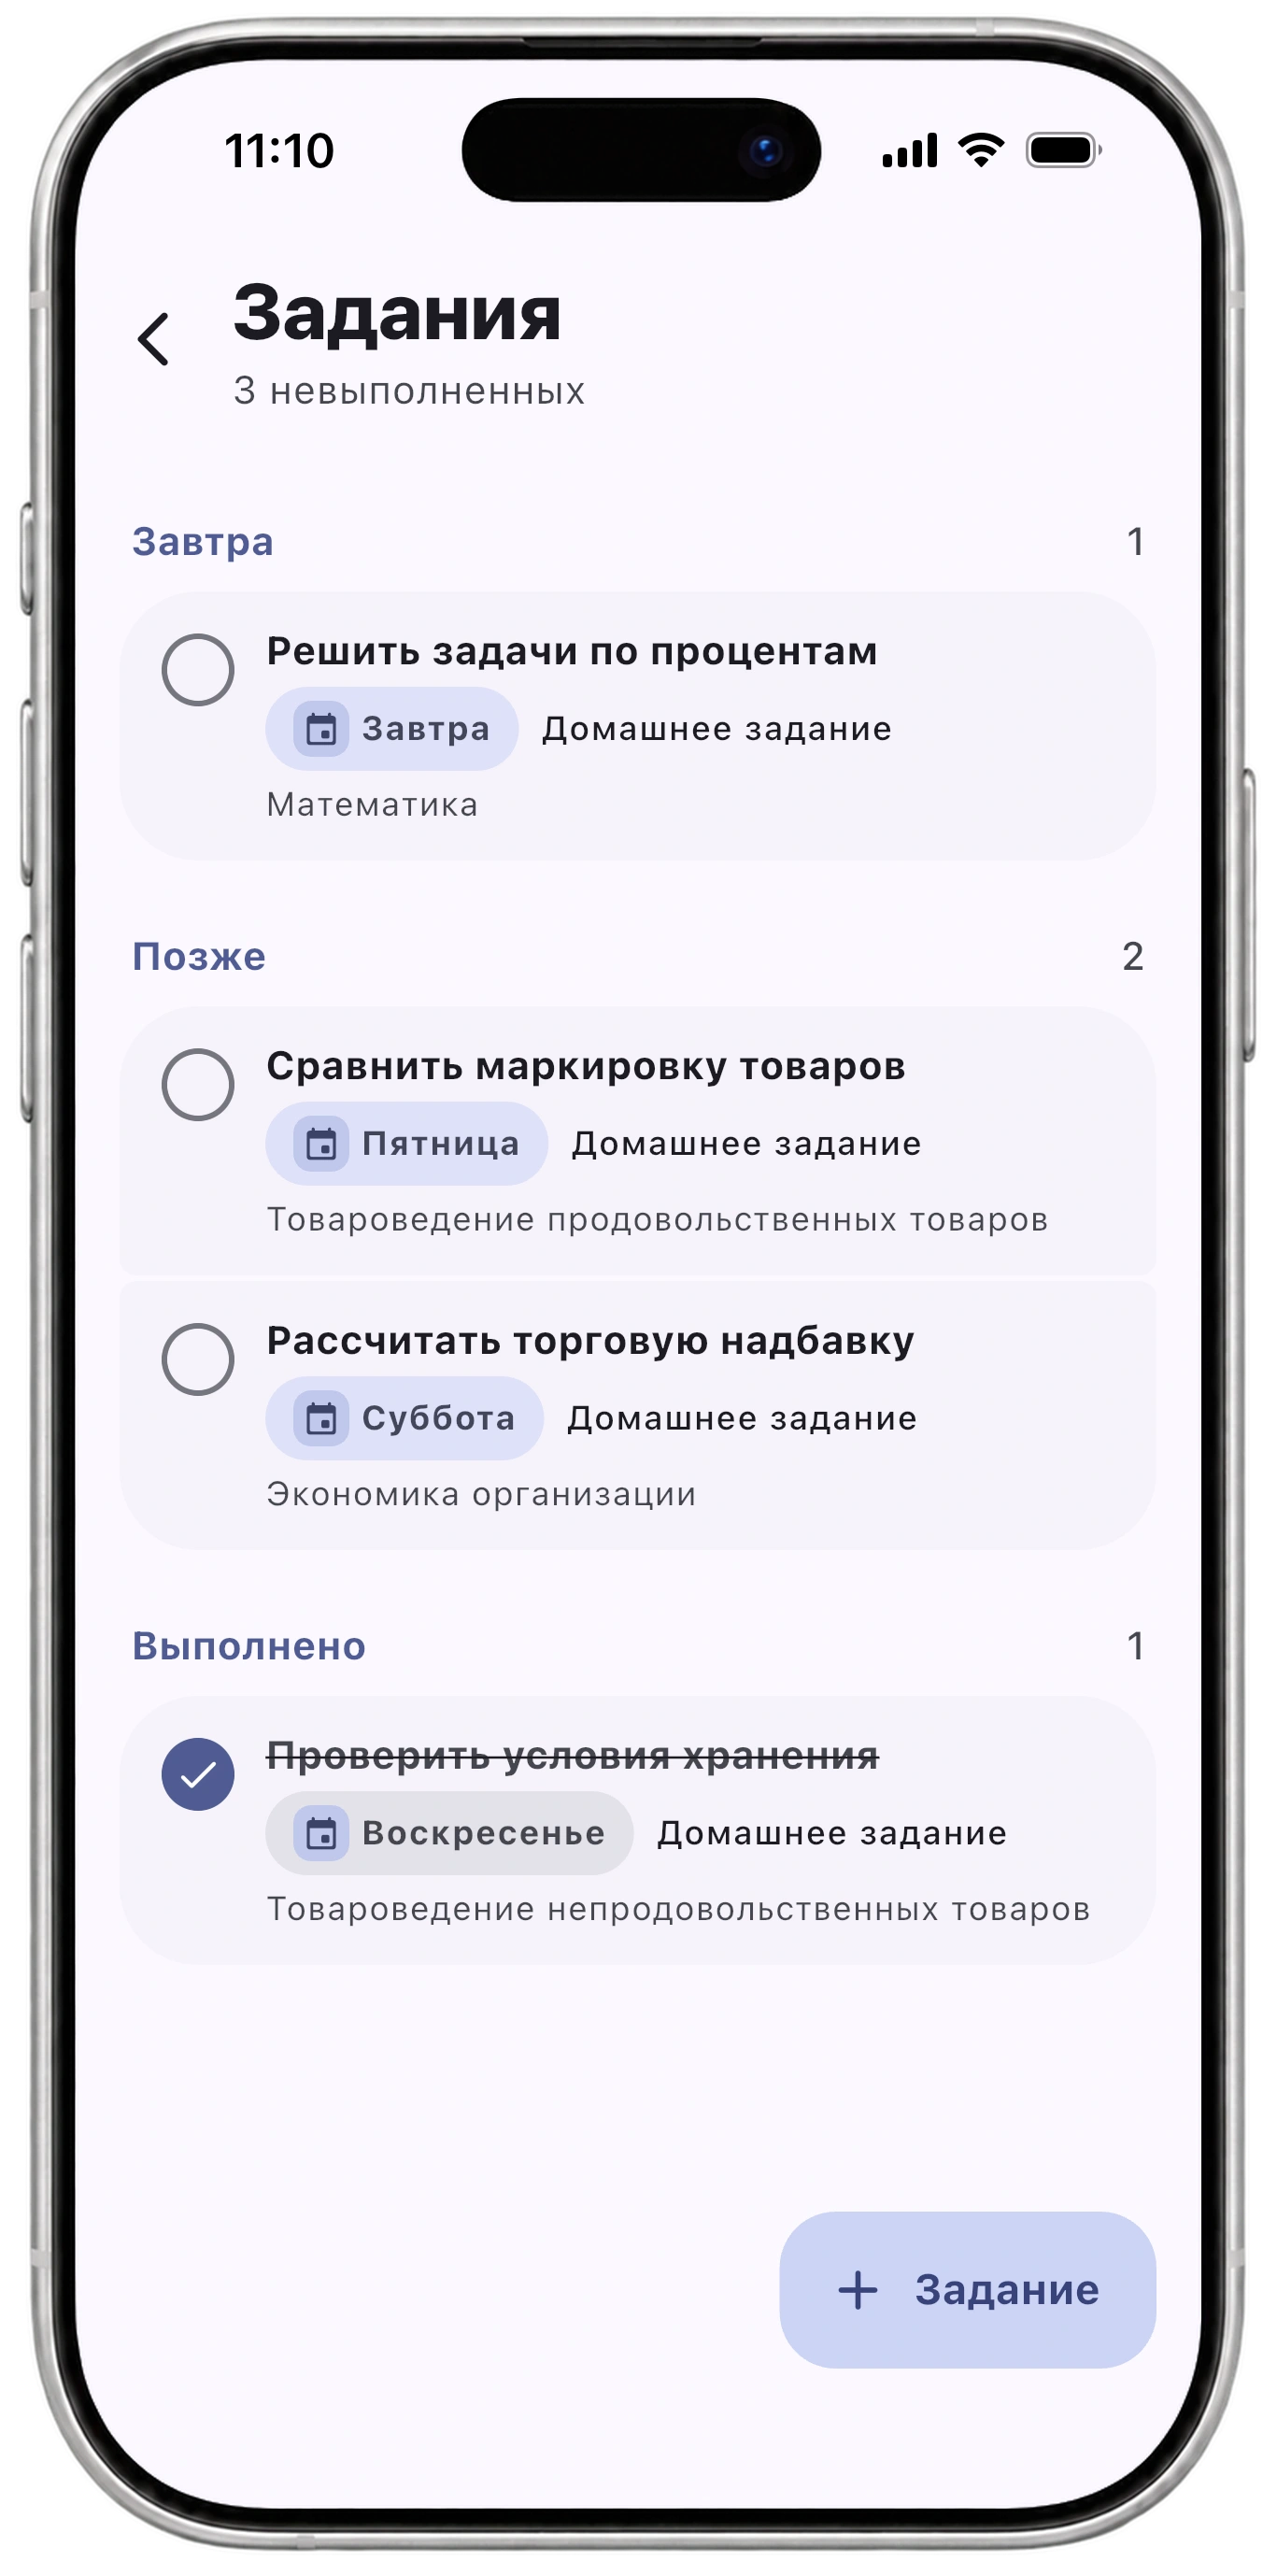 11:10
Задания
3 невыполненных
Завтра 1
Решить задачи по процентам
Завтра Домашнее задание
Математика
Позже 2
Сравнить маркировку товаров
Пятница Домашнее задание
Товароведение продовольственных товаров
Рассчитать торговую надбавку
Суббота Домашнее задание
Экономика организации
Выполнено 1
Проверить условия хранения
Воскресенье Домашнее задание
Товароведение непродовольственных товаров
+ Задание